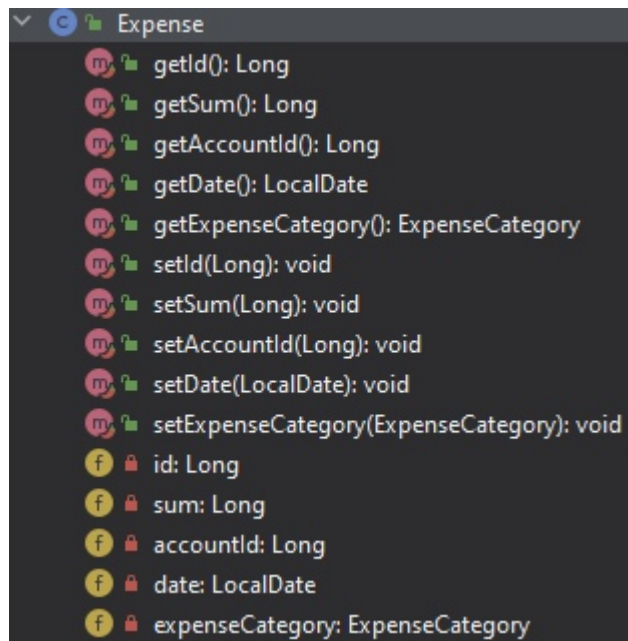 C Expense
m getId(): Long
m getSum(): Long
m getAccountId(): Long
m getDate(): LocalDate
m getExpenseCategory(): ExpenseCategory
m setId(Long): void
m setSum(Long): void
m setAccountId(Long): void
m setDate(LocalDate): void
m setExpenseCategory(ExpenseCategory): void
f id: Long
f sum: Long
f accountId: Long
f date: LocalDate
f expenseCategory: ExpenseCategory